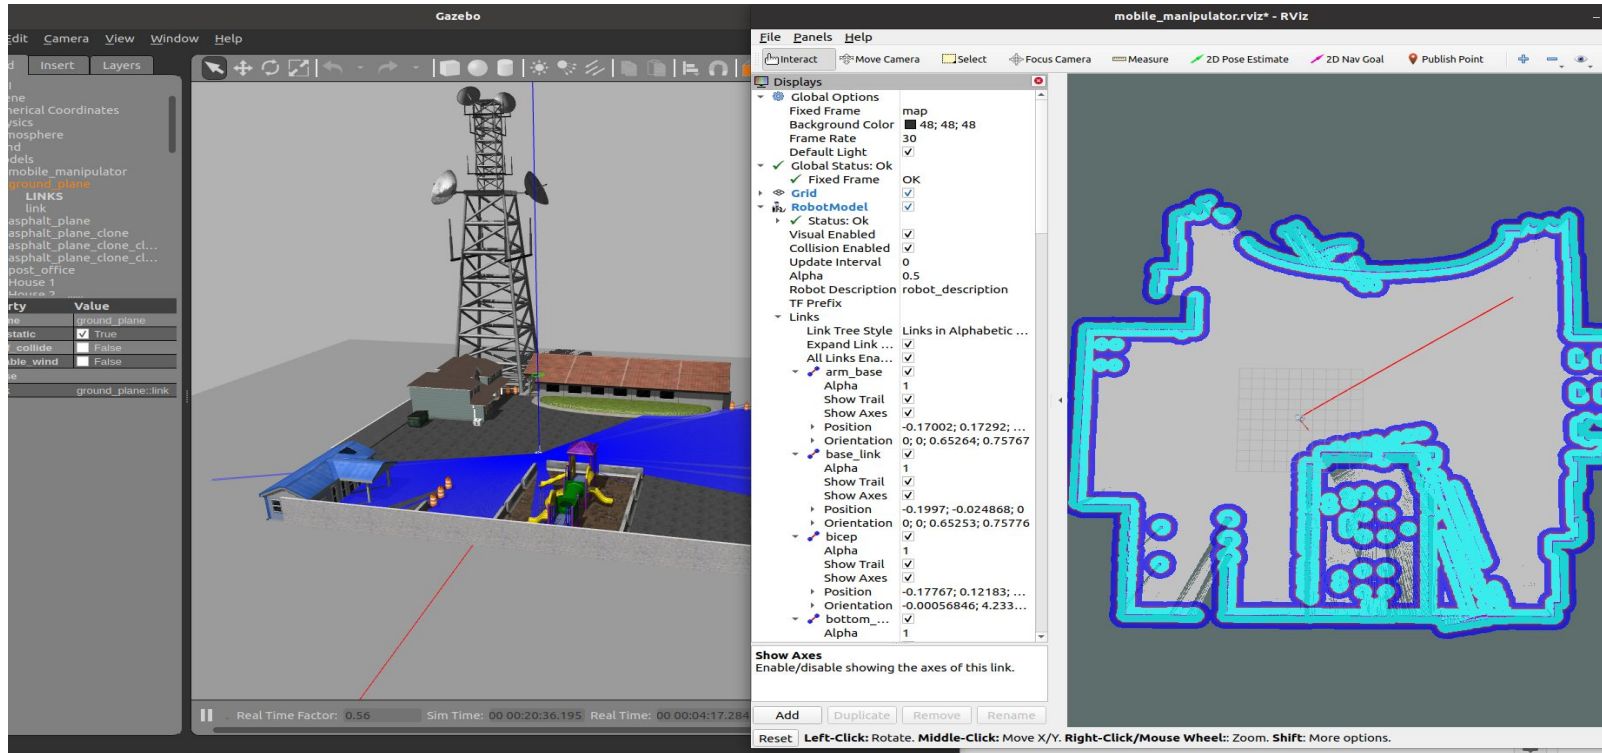 Gazebo
Edit Camera View Window Help
Insert Layers
mobile_manipulator
ground_plane
LINKS
link
asphalt_plane
asphalt_plane_clone
asphalt_plane_clone_cl...
asphalt_plane_clone_cl...
post_office
House 1
House 2
Value
ground_plane
True
False
False
ground_plane::link
Real Time Factor: 0.56 Sim Time: 00 00:20:36.195 Real Time: 00 00:04:17.284
mobile_manipulator.rviz* - RViz
File Panels Help
Interact Move Camera Select Focus Camera Measure 2D Pose Estimate 2D Nav Goal Publish Point
Displays
Global Options
Fixed Frame map
Background Color 48; 48; 48
Frame Rate 30
Default Light
Global Status: Ok
Fixed Frame OK
Grid
RobotModel
Status: Ok
Visual Enabled
Collision Enabled
Update Interval 0
Alpha 0.5
Robot Description robot_description
TF Prefix
Links
Link Tree Style Links in Alphabetic ...
Expand Link ...
All Links Ena...
arm_base
Alpha 1
Show Trail
Show Axes
Position -0.17002; 0.17292; ...
Orientation 0; 0; 0.65264; 0.75767
base_link
Alpha 1
Show Trail
Show Axes
Position -0.1997; -0.024868; 0
Orientation 0; 0; 0.65253; 0.75776
bicep
Alpha 1
Show Trail
Show Axes
Position -0.17767; 0.12183; ...
Orientation -0.00056846; 4.233...
bottom_...
Alpha 1
Show Axes
Enable/disable showing the axes of this link.
Add Duplicate Remove Rename
Reset Left-Click: Rotate. Middle-Click: Move X/Y. Right-Click/Mouse Wheel:: Zoom. Shift: More options.